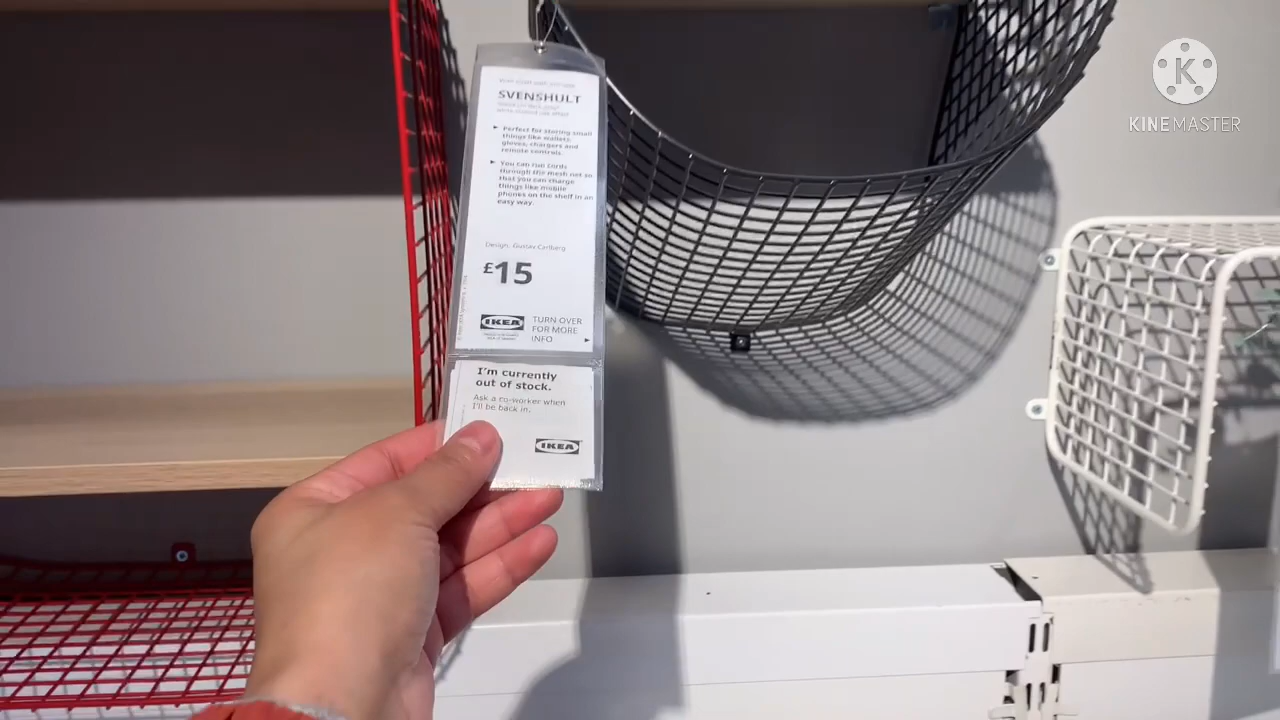 SVENSHULT
► Perfect for storing small
things like wallets,
gloves, chargers and
remote controls.
► You can run cords
through the mesh net so
that you can charge
things like mobile
phones on the shelf in an
easy way.
Design: Gustav Carlberg
£15
IKEA
TURN OVER
FOR MORE
INFO ►
I'm currently
out of stock.
Ask a co-worker when
I'll be back in.
IKEA
K
KINEMASTER